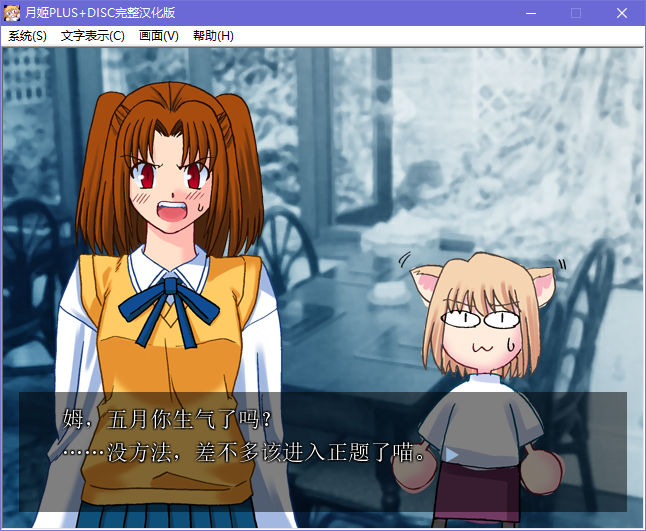 月姬PLUS+DISC完整汉化版
系统(S) 文字表示(C) 画面(V) 帮助(H)
姆，五月你生气了吗？
……没方法，差不多该进入正题了喵。